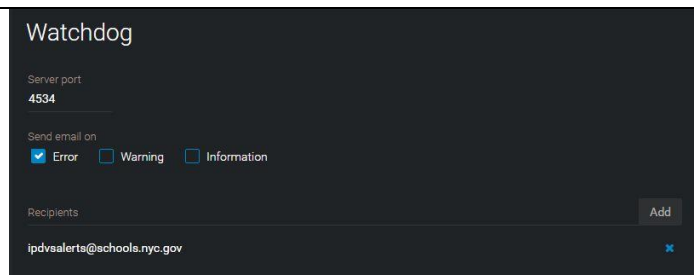 Watchdog
Server port
4534
Send email on
Error Warning Information
Recipients Add
ipdvsalerts@schools.nyc.gov